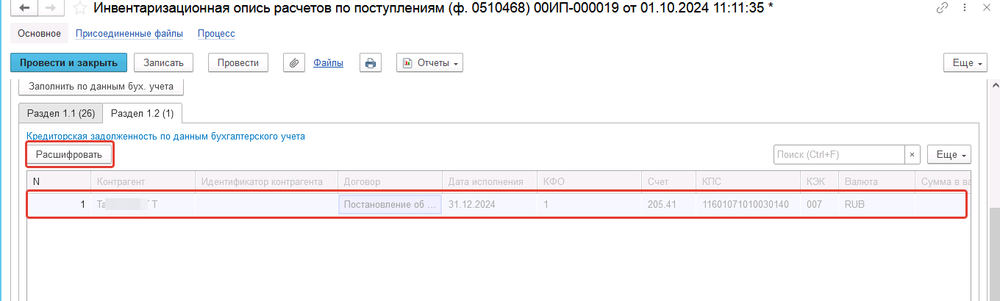 Инвентаризационная опись расчетов по поступлениям (ф. 0510468) 00ИП-000019 от 01.10.2024 11:11:35 *
Основное Присоединенные файлы Процесс
Провести и закрыть Записать Провести Файлы Отчеты Еще
Заполнить по данным бух. учета
Раздел 1.1 (26) Раздел 1.2 (1)
Кредиторская задолженность по данным бухгалтерского учета
Расшифровать Поиск (Ctrl+F) × Еще
N Контрагент Идентификатор контрагента Договор Дата исполнения КФО Счет КПС КЭК Валюта Сумма в ва
1 Та Т Постановление об ... 31.12.2024 1 205.41 11601071010030140 007 RUB